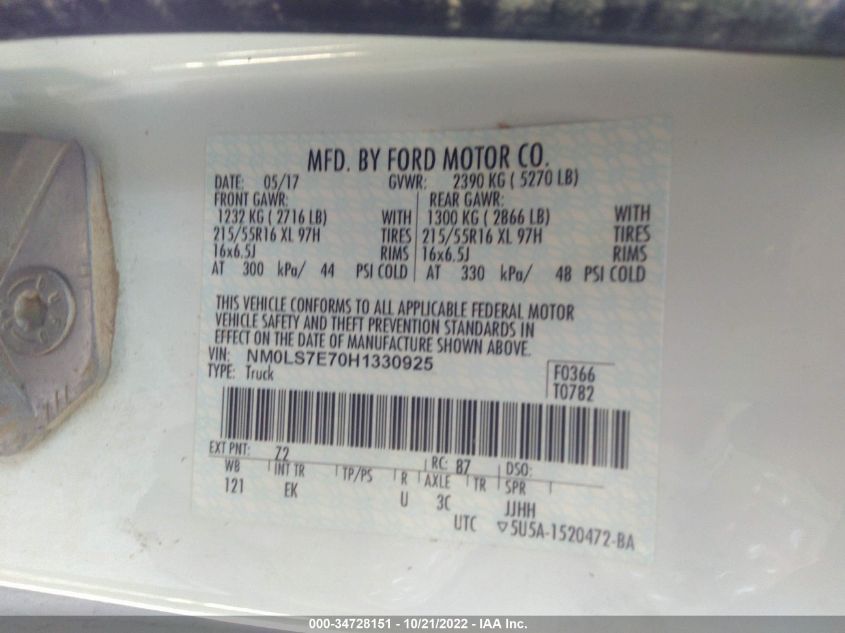 MFD. BY FORD MOTOR CO.
DATE: 05/17 GVWR: 2390 KG ( 5270 LB)
FRONT GAWR: REAR GAWR:
1232 KG ( 2716 LB) WITH 1300 KG ( 2866 LB) WITH
215/55R16 XL 97H TIRES 215/55R16 XL 97H TIRES
16x6.5J RIMS 16x6.5J RIMS
AT 300 kPa/ 44 PSI COLD AT 330 kPa/ 48 PSI COLD
THIS VEHICLE CONFORMS TO ALL APPLICABLE FEDERAL MOTOR
VEHICLE SAFETY AND THEFT PREVENTION STANDARDS IN
EFFECT ON THE DATE OF MANUFACTURE SHOWN ABOVE.
VIN: NM0LS7E70H1330925
TYPE: Truck
F0366
T0782
EXT PNT: Z2 RC: 87 DSO:
WB INT TR TP/PS R AXLE TR SPR
121 EK U 3C JJHH
UTC ▽5U5A-1520472-BA
000-34728151 - 10/21/2022 - IAA Inc.